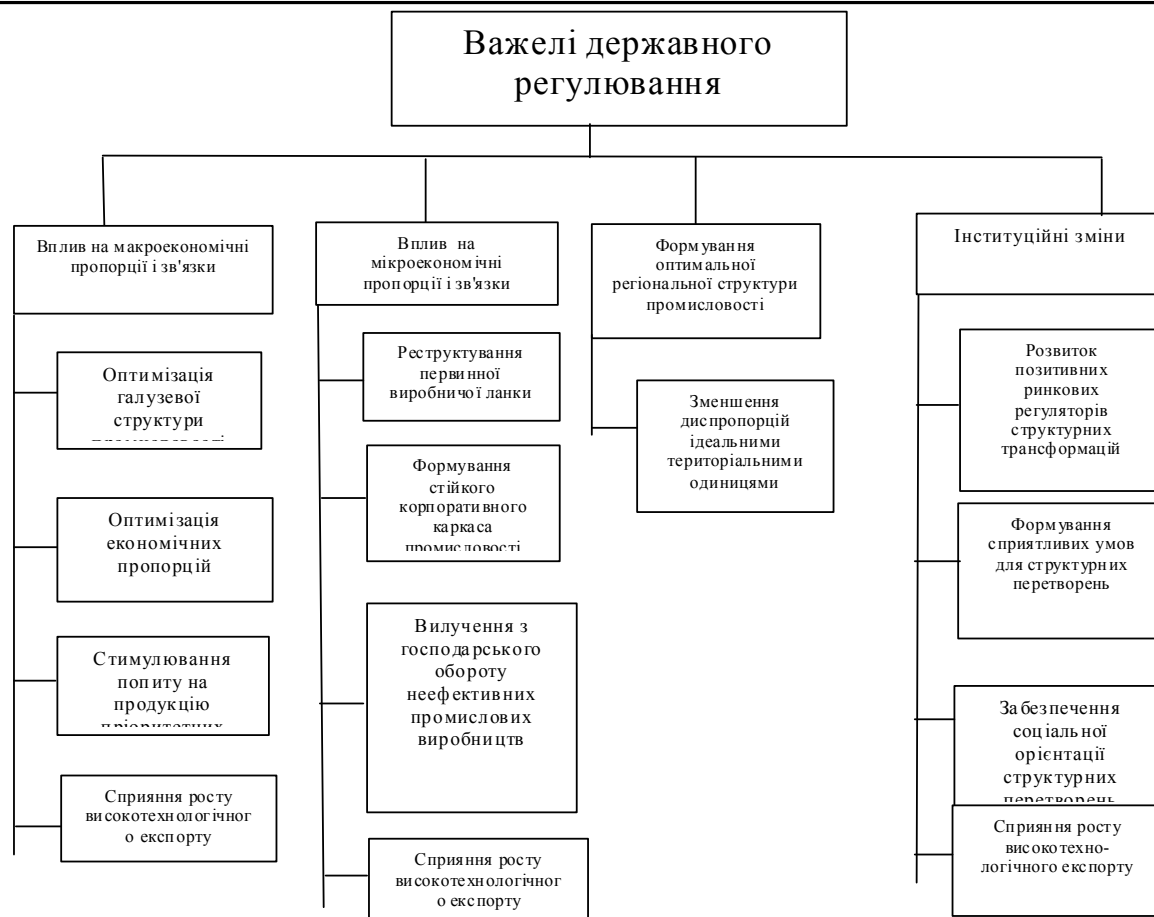 Важелі державного
регулювання
Вплив на макроекономічні
пропорції і зв'язки
Оптимізація
галузевої
структури
Оптимізація
економічних
пропорцій
Стимулювання
попиту на
продукцію
пріоритетних
Сприяння росту
високотехнологічног
о експорту
Вплив на
мікроекономічні
пропорції і зв'язки
Реструктування
первинної
виробничої ланки
Формування
стійкого
корпоративного
каркаса
промисловості
Вилучення з
господарського
обороту
неефективних
промислових
виробництв
Сприяння росту
високотехнологічног
о експорту
Формування
оптимальної
регіональної структури
промисловості
Зменшення
диспропорцій
ідеальними
територіальними
одиницями
Інституційні зміни
Розвиток
позитивних
ринкових
регуляторів
структурних
трансформацій
Формування
сприятливих умов
для структурних
перетворень
Забезпечення
соціальної
орієнтації
структурних
перетворень
Сприяння росту
високотехно-
логічного експорту